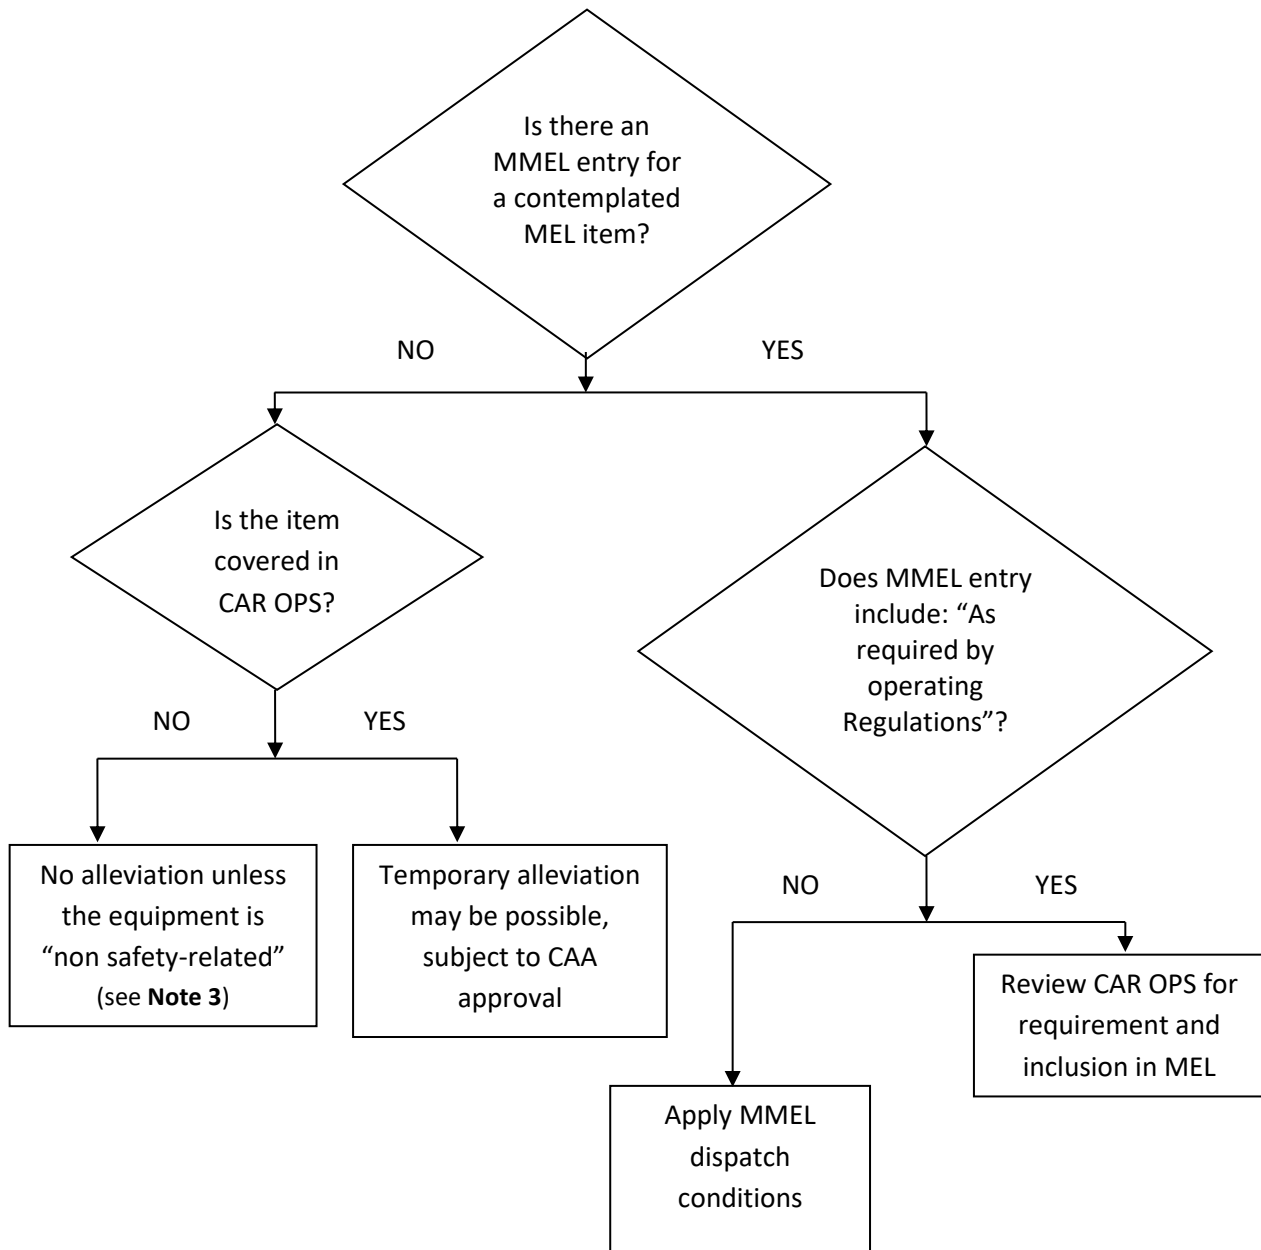 Is there an
MMEL entry for
a contemplated
MEL item?
NO
YES
Is the item
covered in
CAR OPS?
Does MMEL entry
include: “As
required by
operating
Regulations”?
NO
YES
No alleviation unless
the equipment is
“non safety-related”
(see Note 3)
Temporary alleviation
may be possible,
subject to CAA
approval
NO
YES
Apply MMEL
dispatch
conditions
Review CAR OPS for
requirement and
inclusion in MEL